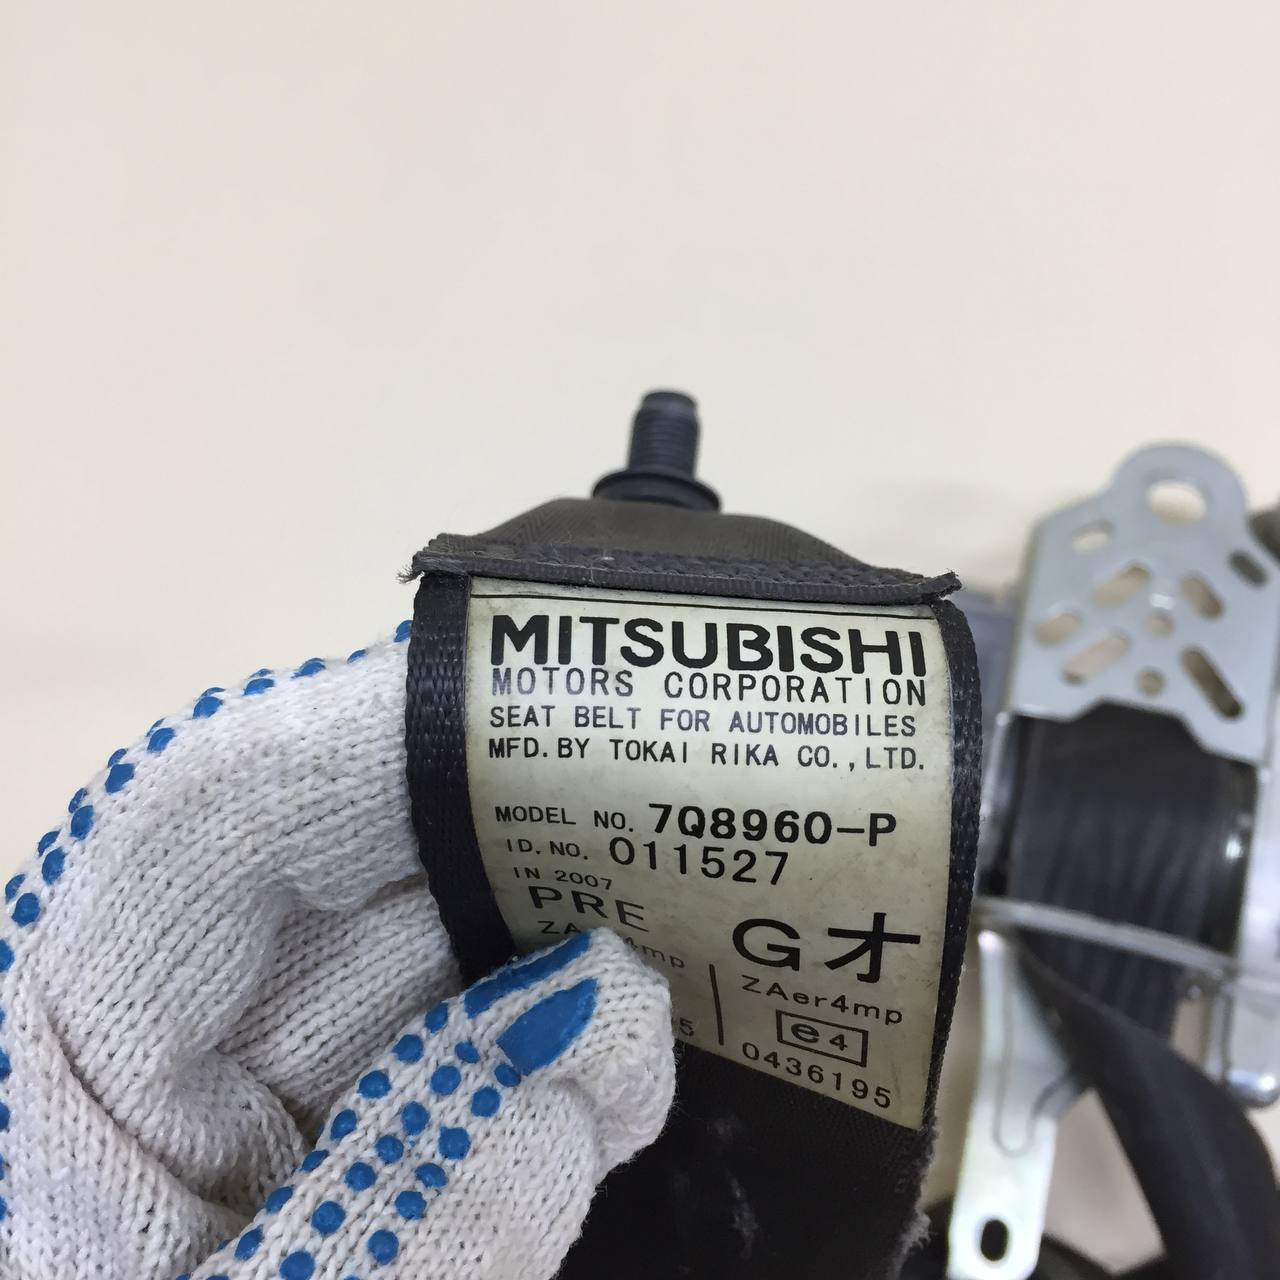 MITSUBISHI
MOTORS CORPORATION
SEAT BELT FOR AUTOMOBILES
MFD. BY TOKAI RIKA CO., LTD.
MODEL NO. 7Q8960-P
ID. NO. 011527
IN 2007
PRE
Gオ
ZAer4mp
e4
0436195